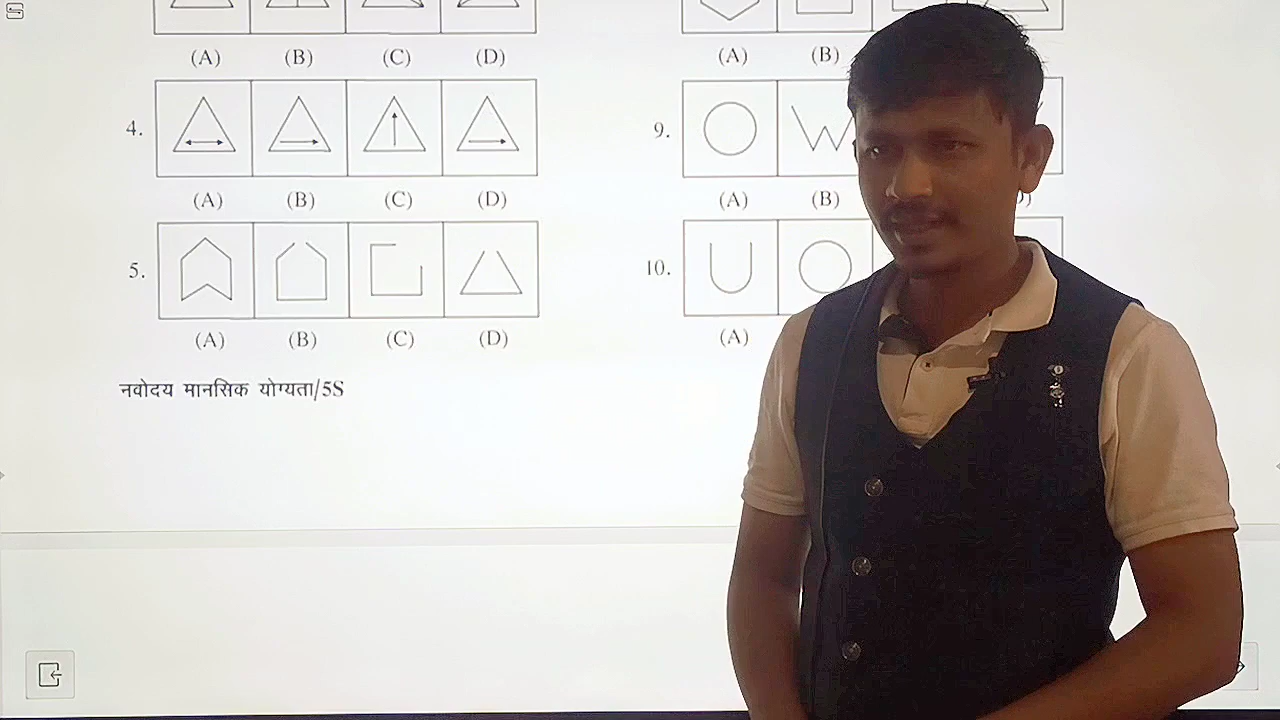 (A) (B) (C) (D)
4.
(A) (B) (C) (D)
5.
(A) (B) (C) (D)
नवोदय मानसिक योग्यता/5S
(A) (B)
9.
(A) (B)
10.
(A)